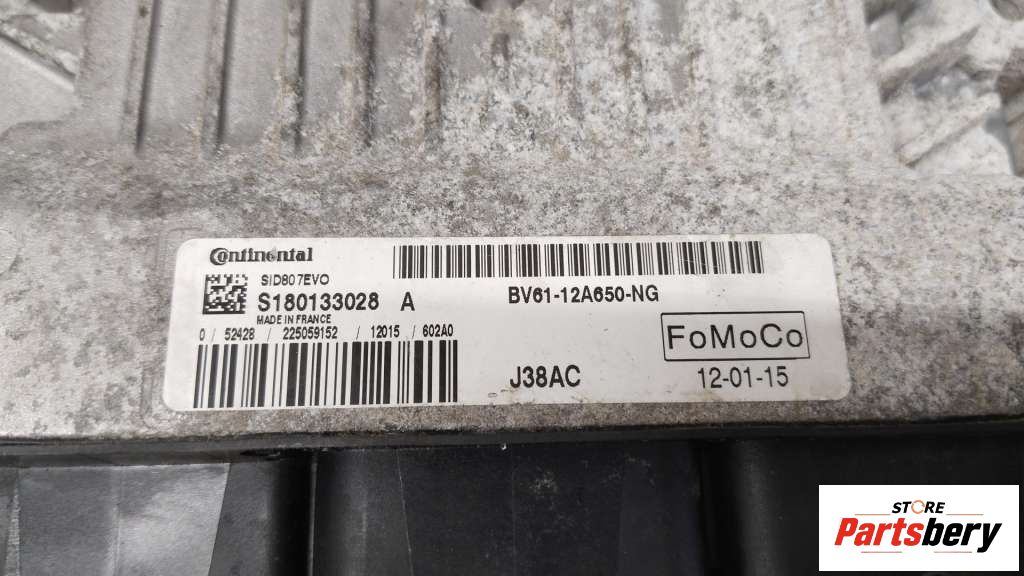 Continental
SID807EVO
S180133028 A
MADE IN FRANCE
0 / 52428 / 225059152 / 12015 / 602A0
BV61-12A650-NG
FoMoCo
J38AC
12-01-15
STORE
Partsbery